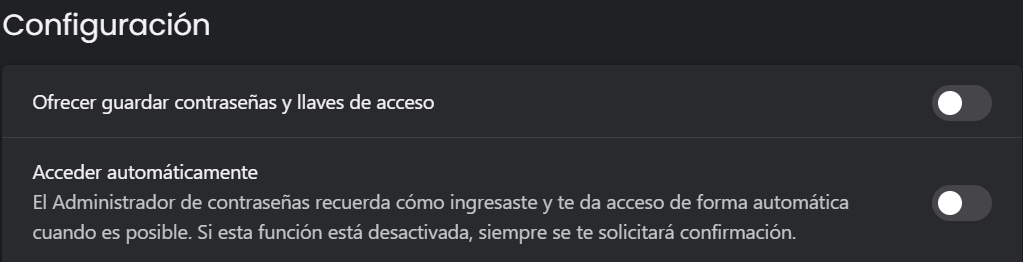 Configuración
Ofrecer guardar contraseñas y llaves de acceso
Acceder automáticamente
El Administrador de contraseñas recuerda cómo ingresaste y te da acceso de forma automática
cuando es posible. Si esta función está desactivada, siempre se te solicitará confirmación.